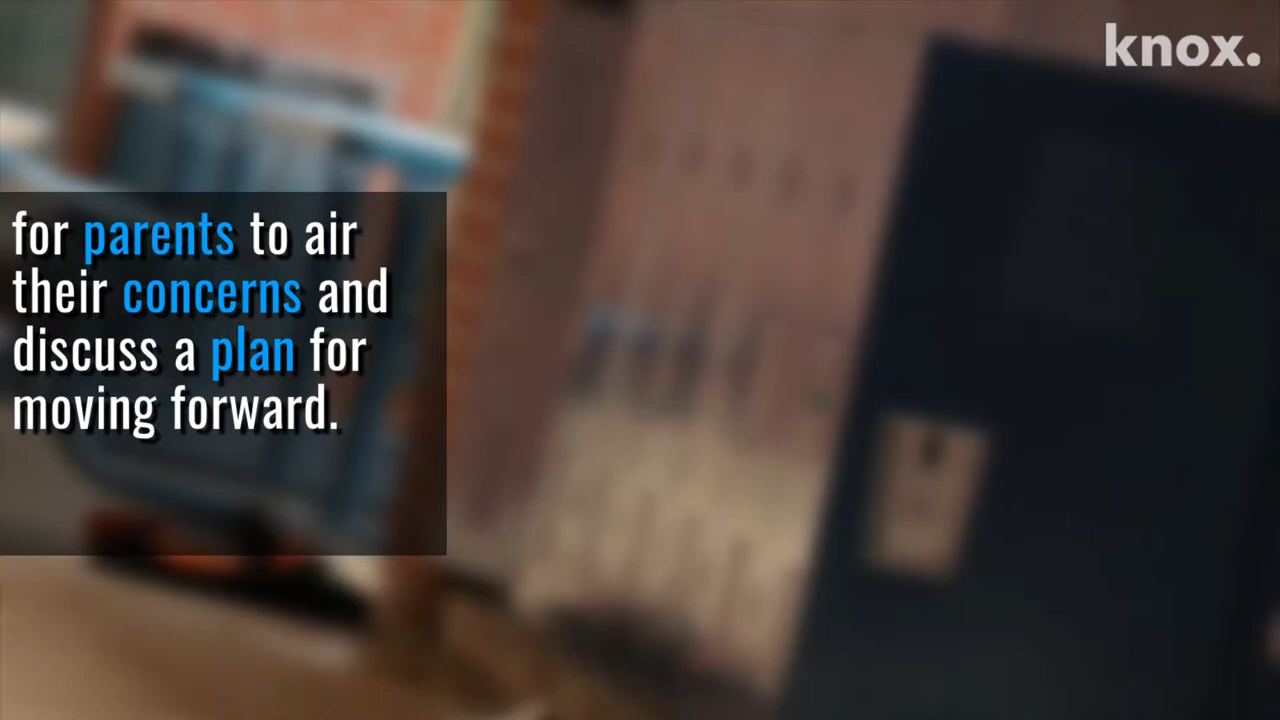 knox.
for parents to air
their concerns and
discuss a plan for
moving forward.